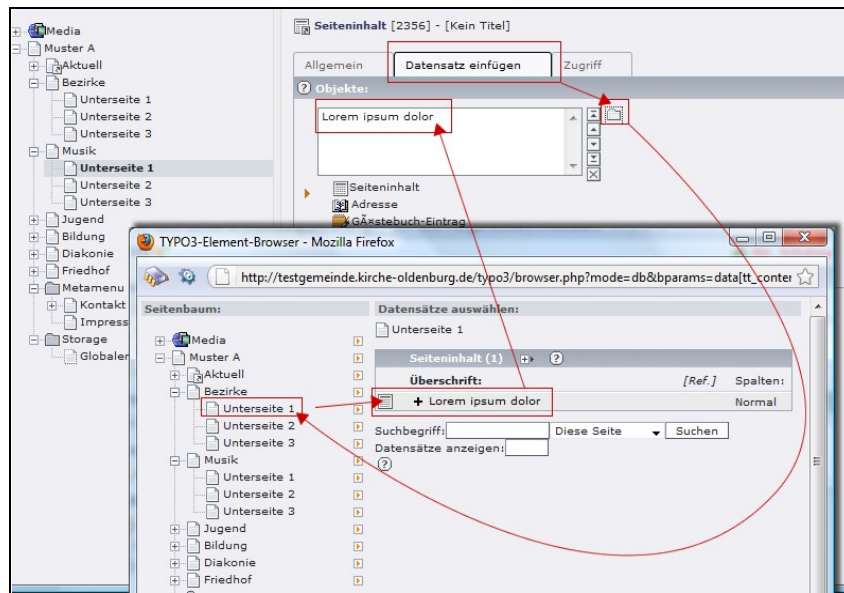 Media
Muster A
Aktuell
Bezirke
Unterseite 1
Unterseite 2
Unterseite 3
Musik
Unterseite 1
Unterseite 2
Unterseite 3
Jugend
Bildung
Diakonie
Friedhof
Metamenu
Kontakt
Impress
Storage
Globaler
Seiteninhalt [2356] - [Kein Titel]
Allgemein Datensatz einfügen Zugriff
Objekte:
Lorem ipsum dolor
Seiteninhalt
Adresse
GÃ¤stebuch-Eintrag
TYPO3-Element-Browser - Mozilla Firefox
http://testgemeinde.kirche-oldenburg.de/typo3/browser.php?mode=db&bparams=data[tt_conter
Seitenbaum:
Media
Muster A
Aktuell
Bezirke
Unterseite 1
Unterseite 2
Unterseite 3
Musik
Unterseite 1
Unterseite 2
Unterseite 3
Jugend
Bildung
Diakonie
Friedhof
Datensätze auswählen:
Unterseite 1
Seiteninhalt (1)
Überschrift: [Ref.] Spalten:
+ Lorem ipsum dolor Normal
Suchbegriff: Diese Seite Suchen
Datensätze anzeigen: